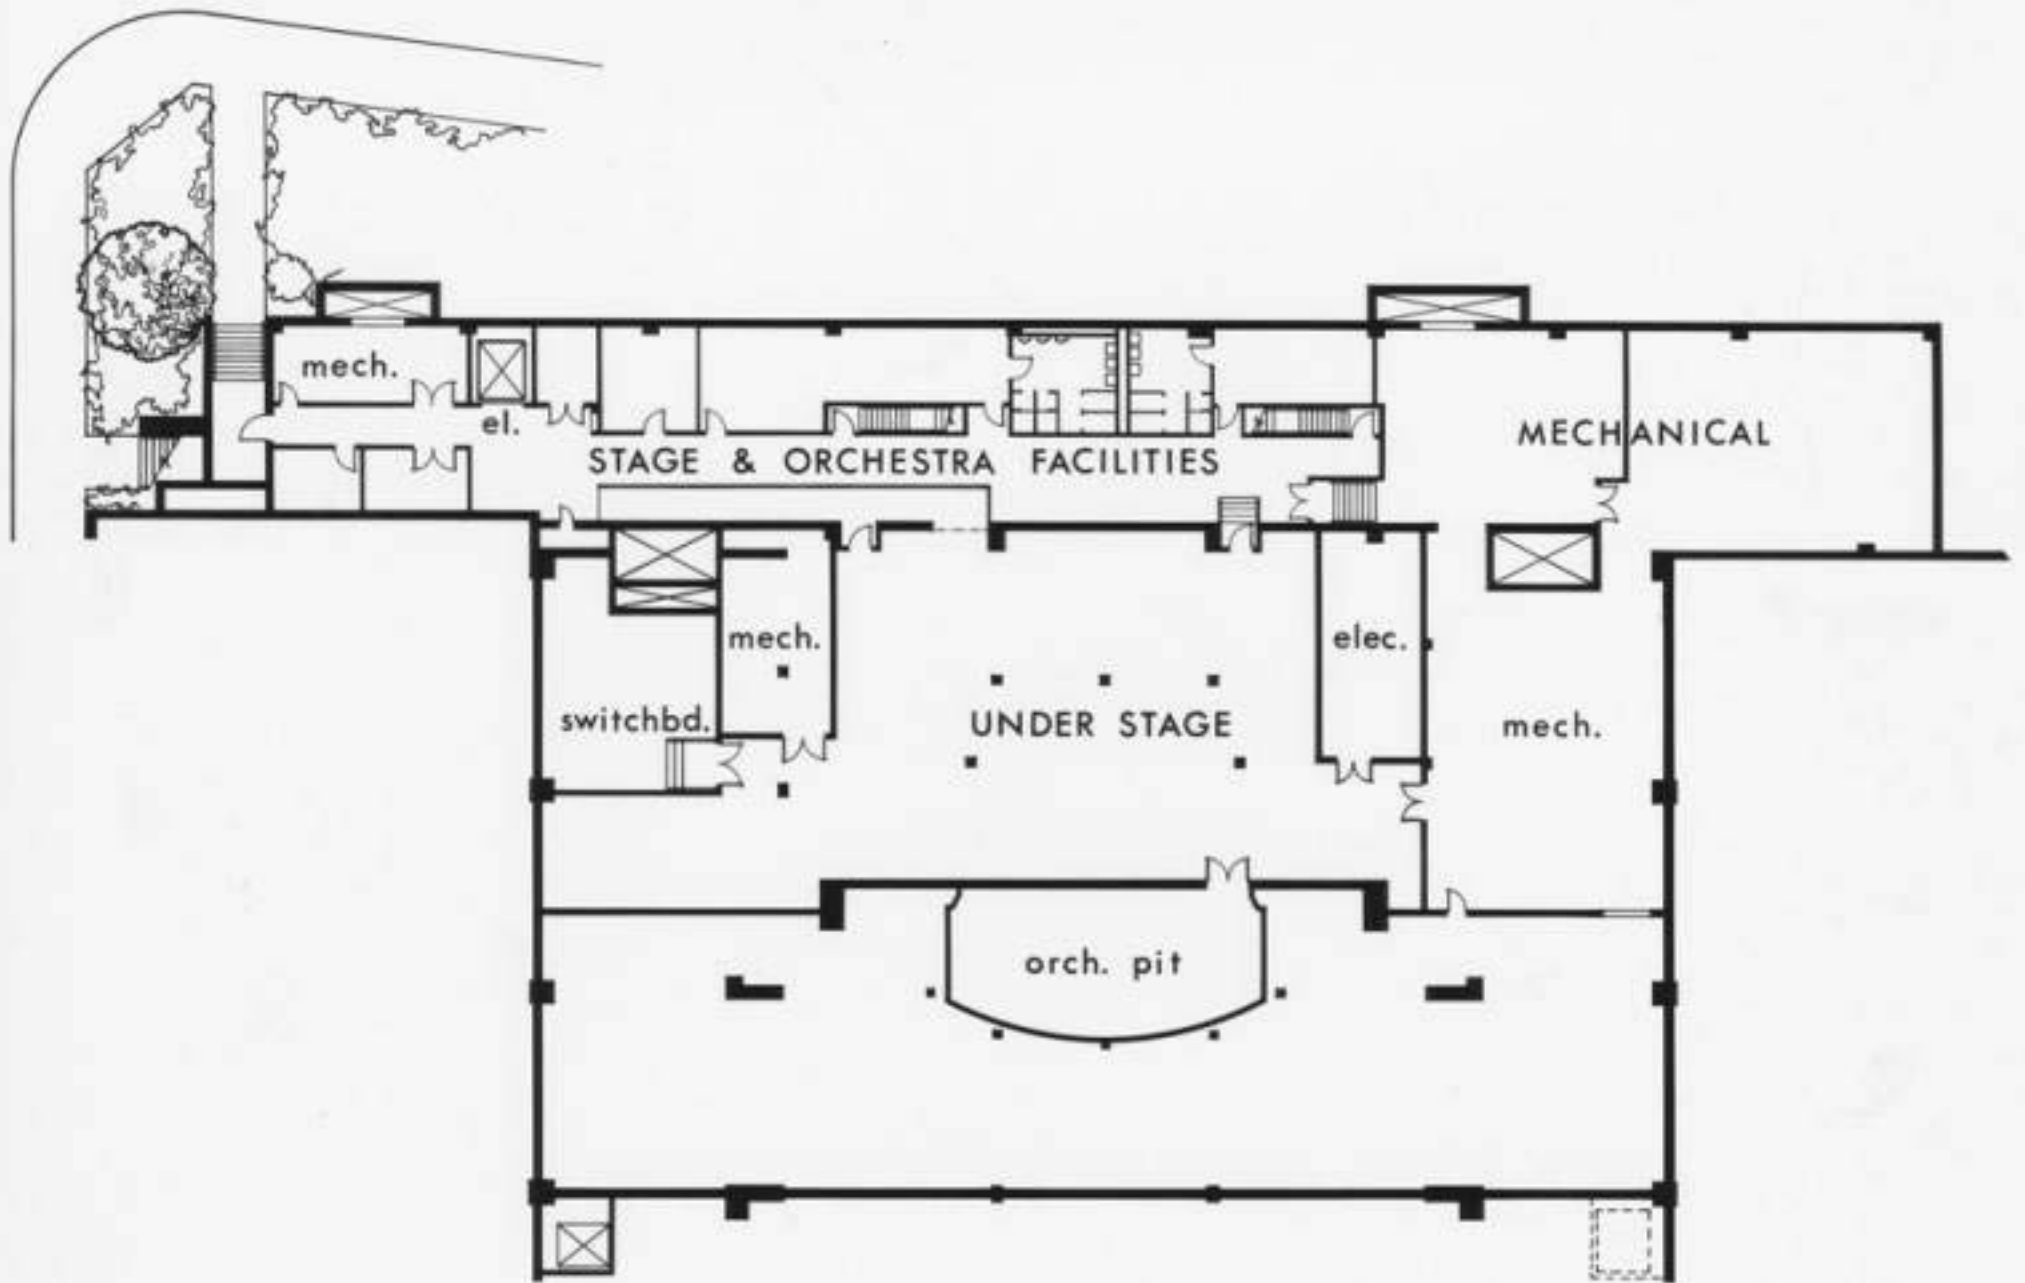 mech.
el.
STAGE & ORCHESTRA FACILITIES
MECHANICAL
mech.
elec.
switchbd.
UNDER STAGE
mech.
orch. pit